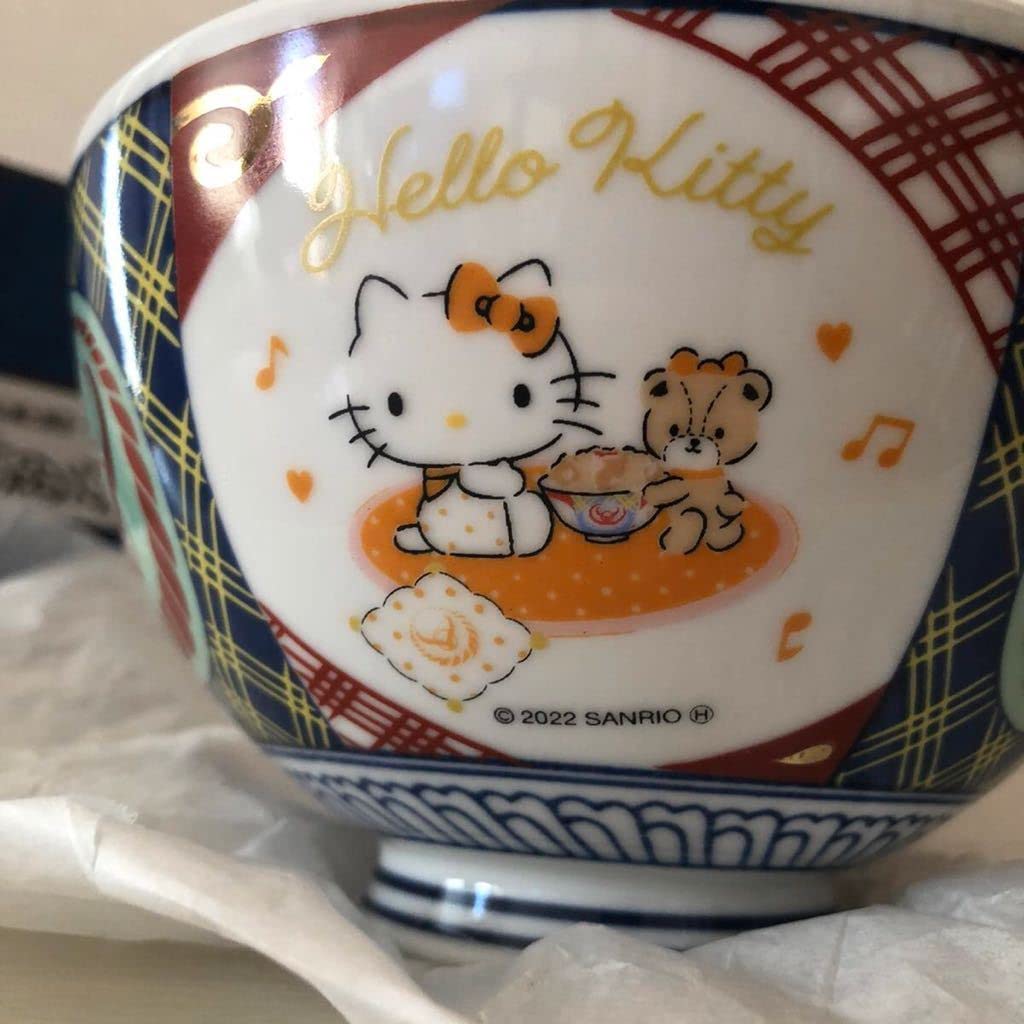 Hello Kitty
© 2022 SANRIO Ⓗ